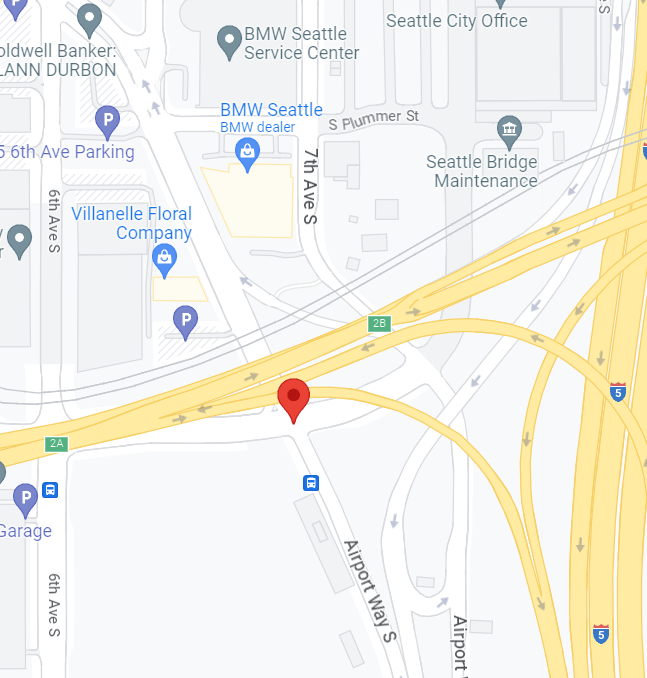 Seattle City Office
S
BMW Seattle
Service Center
oldwell Banker:
LANN DURBON
BMW Seattle
BMW dealer
S Plummer St
P
5 6th Ave Parking
7th Ave S
Seattle Bridge
Maintenance
6th Ave S
Villanelle Floral
Company
y
r
P
2B
5
2A
P
Garage
Airport Way S
6th Ave S
Airport
5